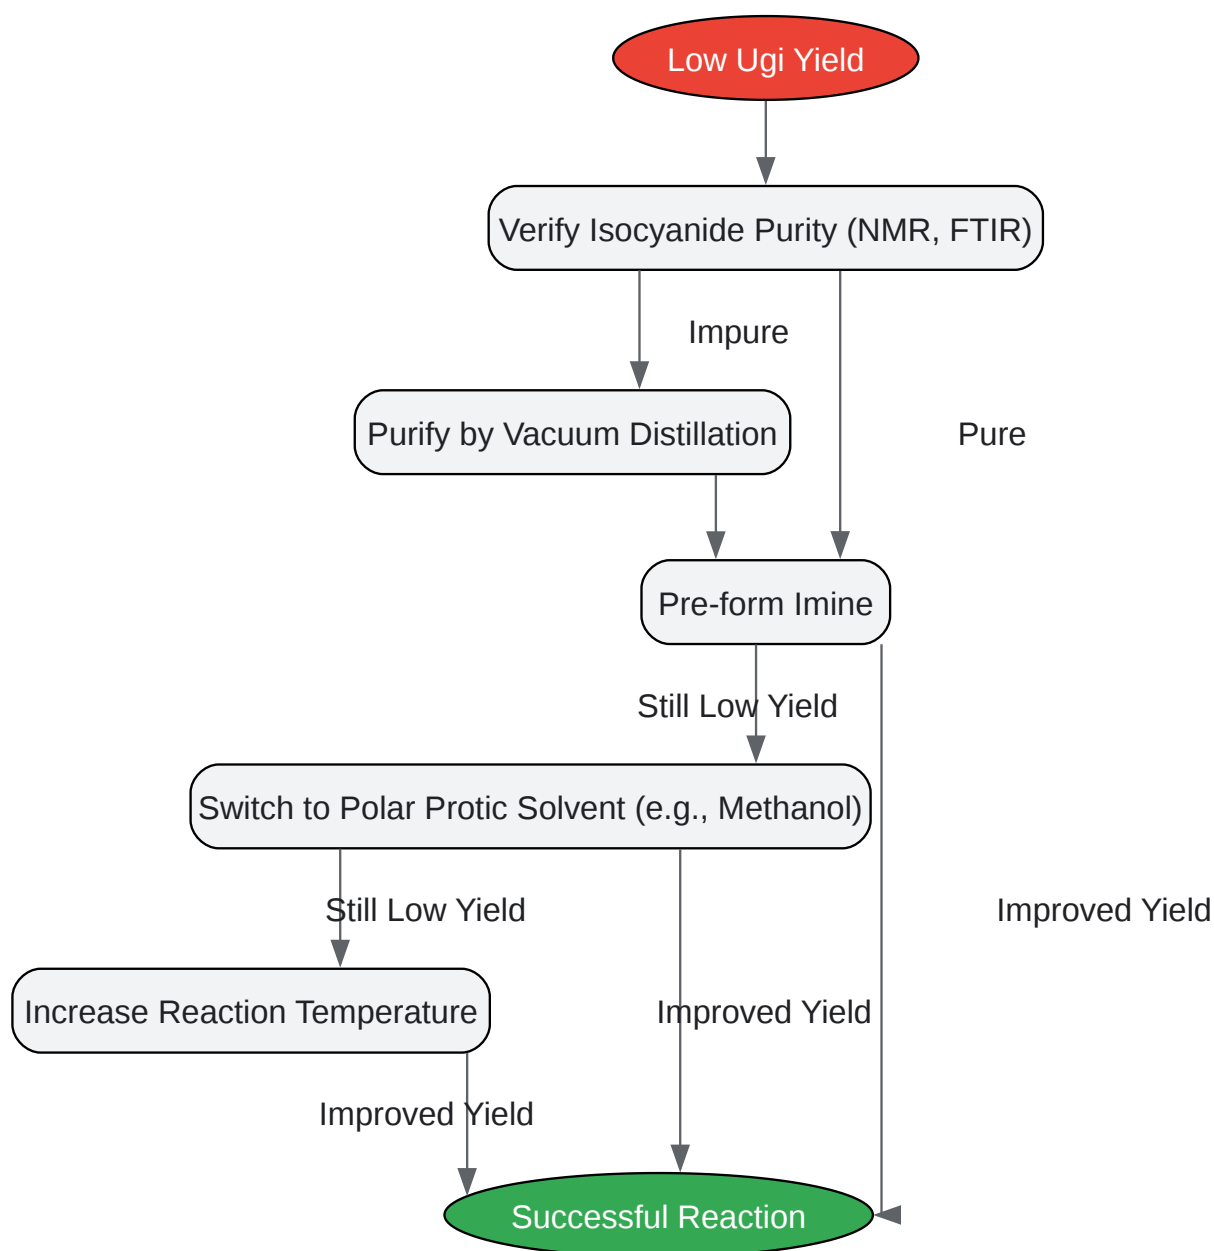 Low Ugi Yield
Verify Isocyanide Purity (NMR, FTIR)
Impure
Purify by Vacuum Distillation
Pure
Pre-form Imine
Still Low Yield
Switch to Polar Protic Solvent (e.g., Methanol)
Still Low Yield
Improved Yield
Increase Reaction Temperature
Improved Yield
Improved Yield
Successful Reaction